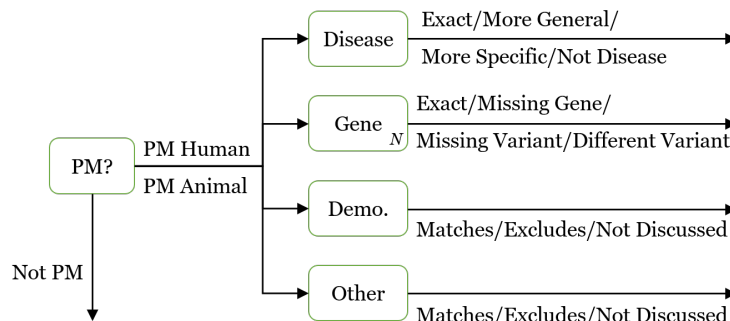 Exact/More General/
Disease
More Specific/Not Disease
Exact/Missing Gene/
Gene
N
Missing Variant/Different Variant
PM Human
PM?
PM Animal
Demo.
Matches/Excludes/Not Discussed
Not PM
Other
Matches/Excludes/Not Discussed